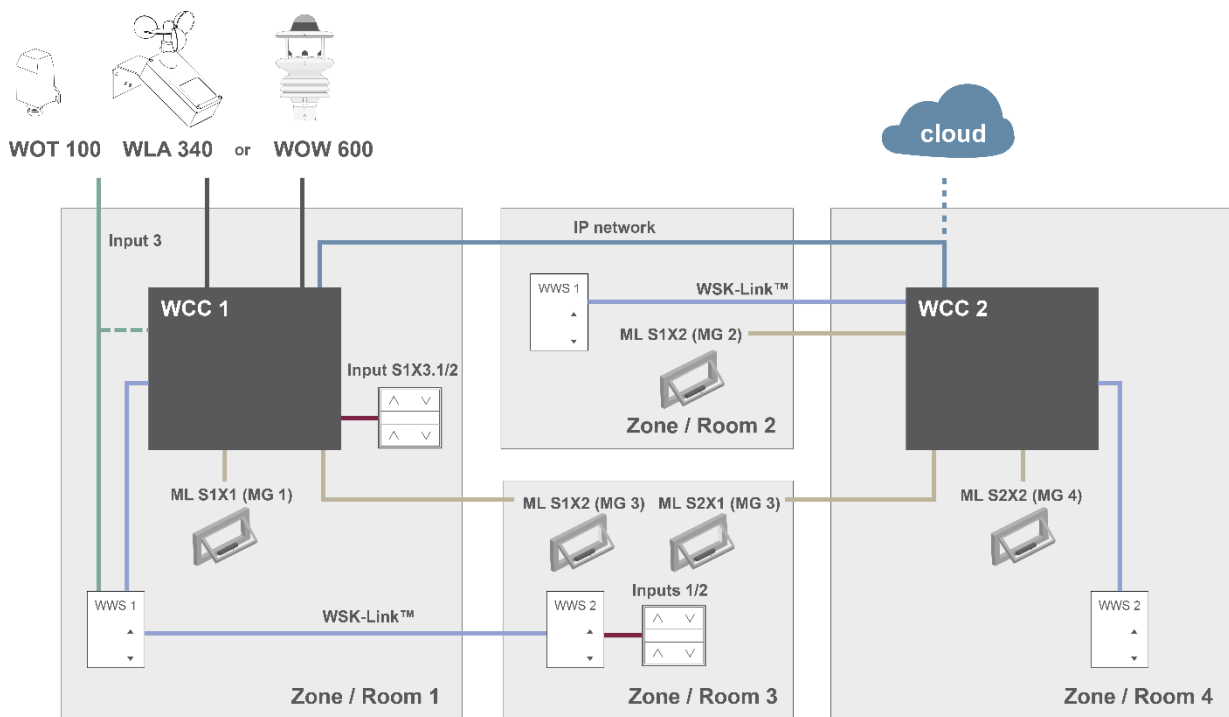 WOT 100 WLA 340 or WOW 600
cloud
Input 3
IP network
WCC 1
WWS 1
WSK-Link™
WCC 2
ML S1X2 (MG 2)
Input S1X3.1/2
Zone / Room 2
ML S1X1 (MG 1)
ML S1X2 (MG 3) ML S2X1 (MG 3)
ML S2X2 (MG 4)
WWS 1
WSK-Link™
WWS 2
Inputs 1/2
WWS 2
Zone / Room 1
Zone / Room 3
Zone / Room 4